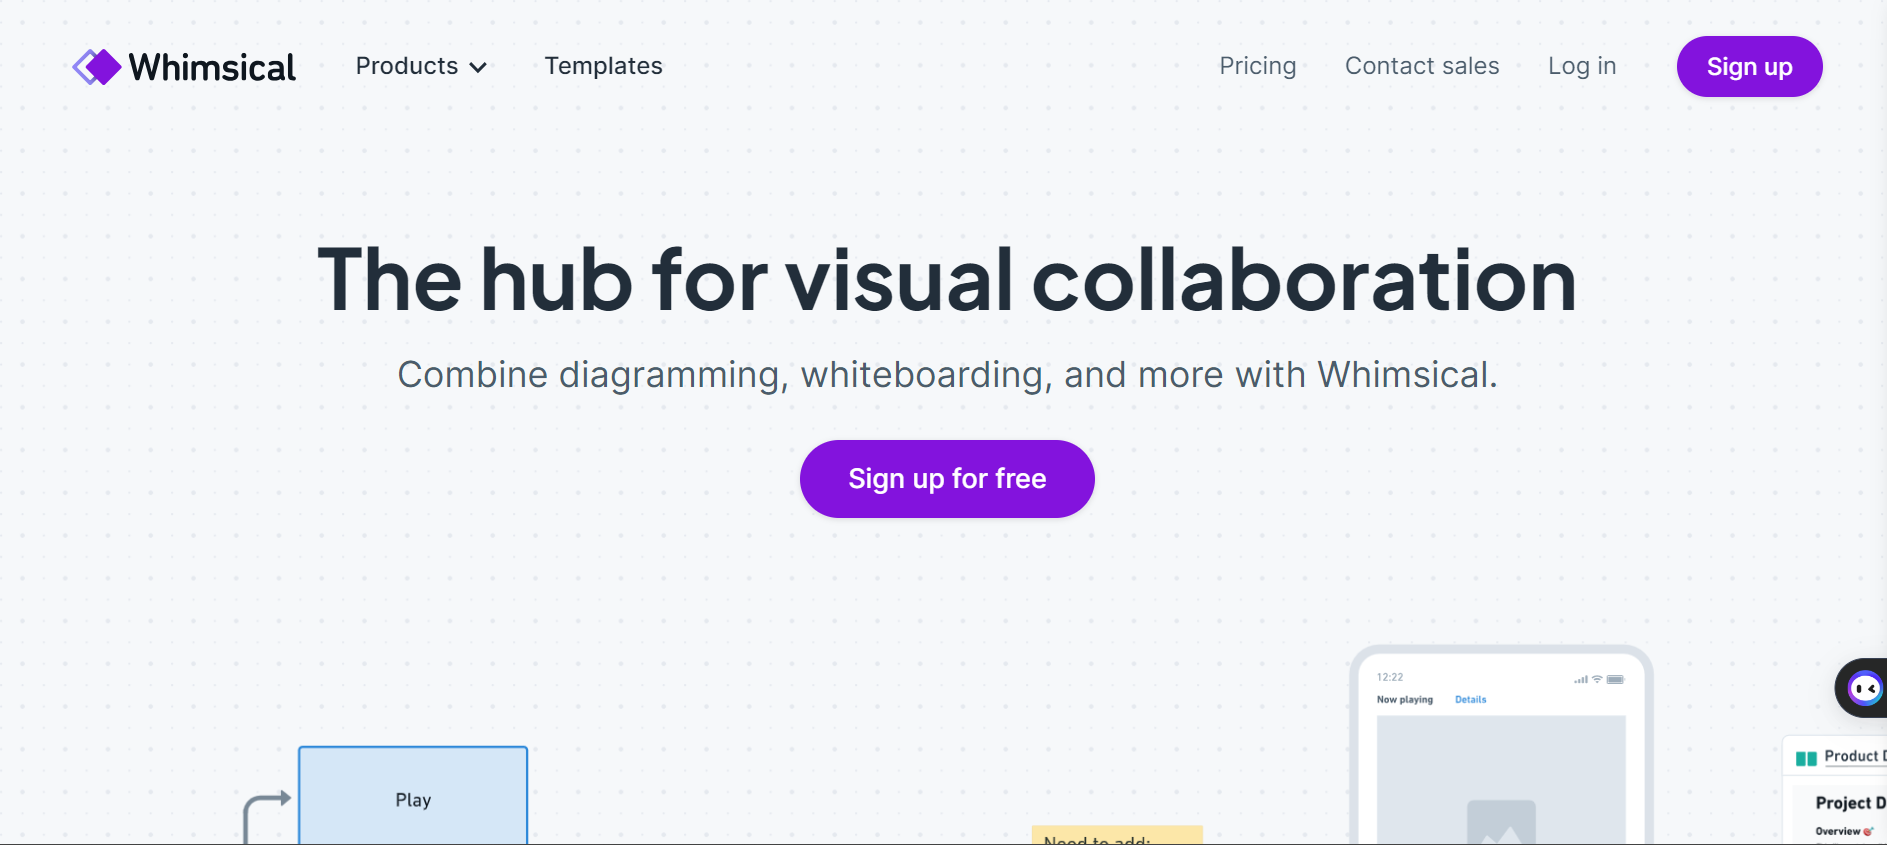 Whimsical Products Templates Pricing Contact sales Log in Sign up
The hub for visual collaboration
Combine diagramming, whiteboarding, and more with Whimsical.
Sign up for free
12:22
Now playing Details
Play
Need to add:
Product
Project
Overview